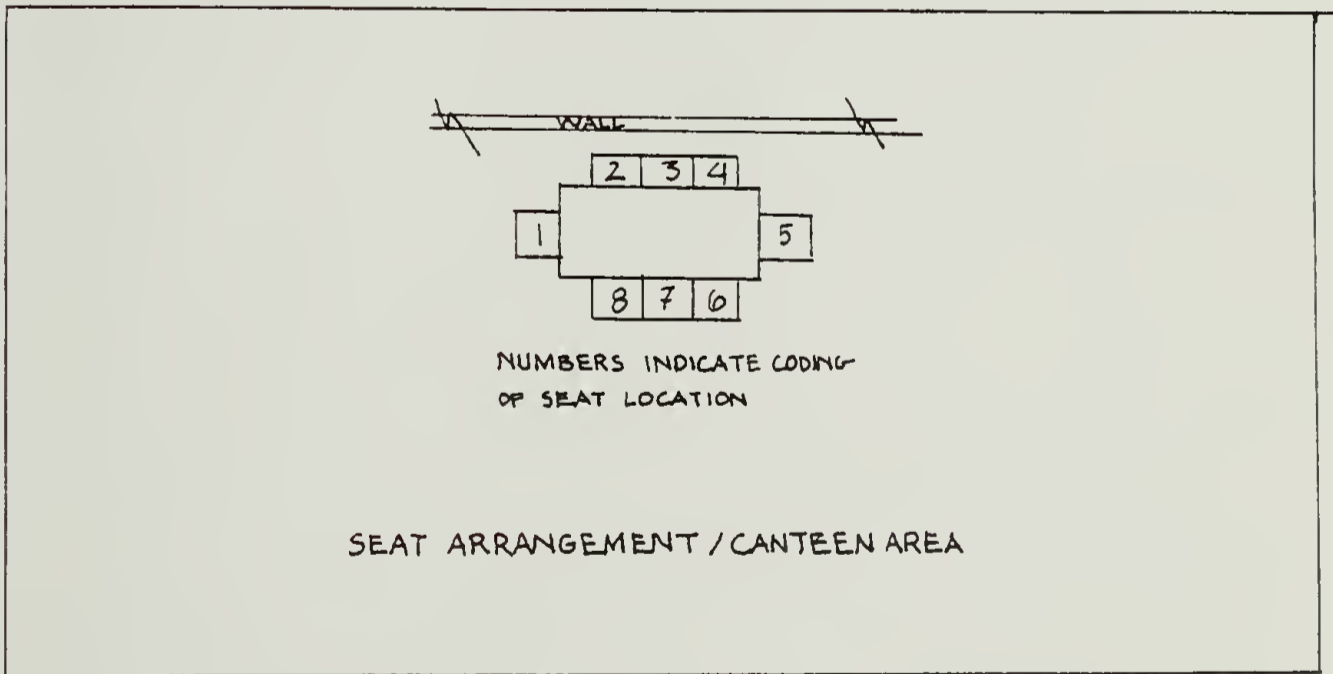 WALL
2 3 4
1 5
8 7 6
NUMBERS INDICATE CODING
OF SEAT LOCATION
SEAT ARRANGEMENT / CANTEEN AREA